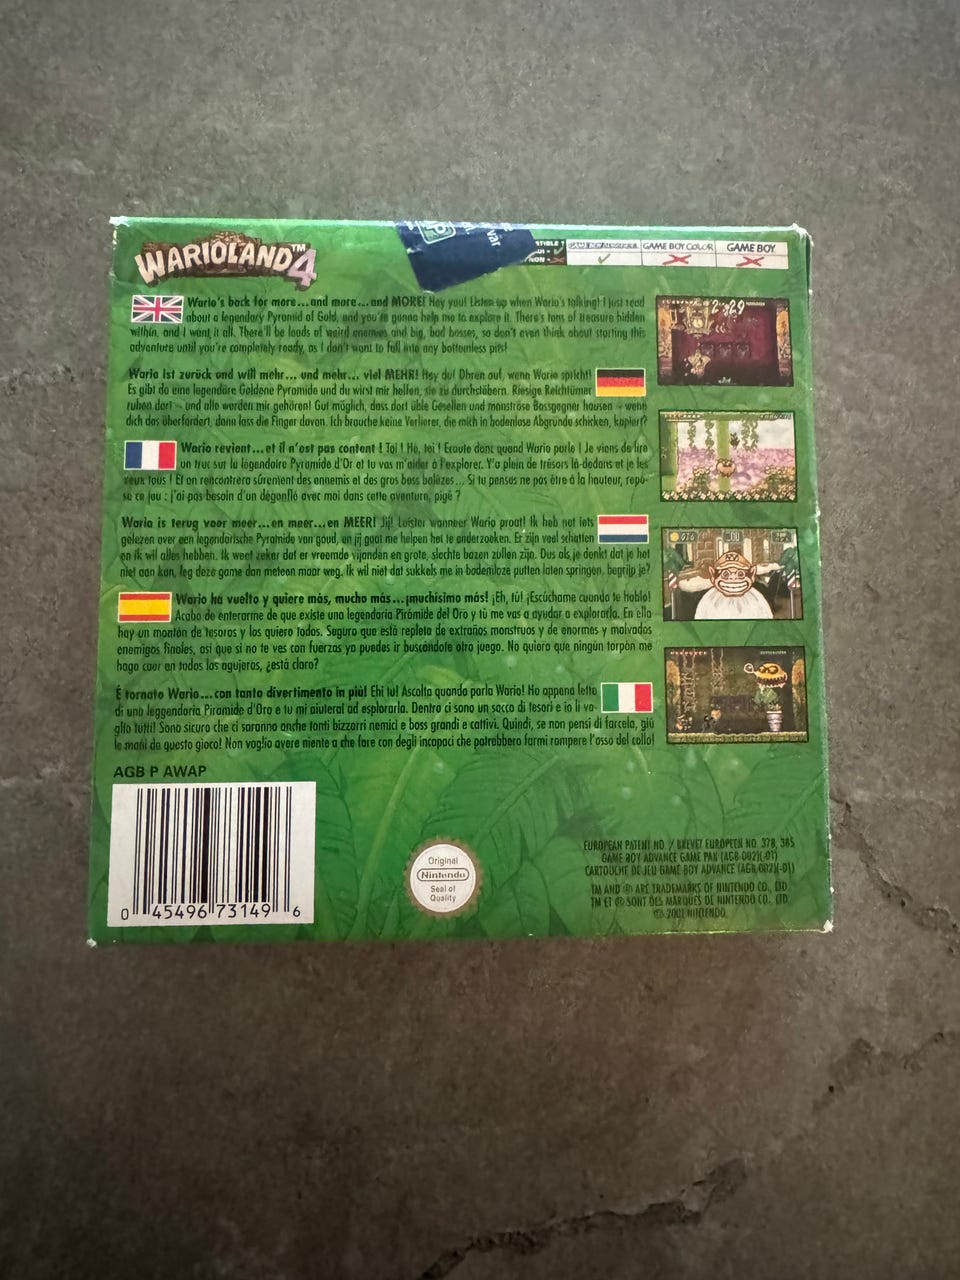 WARIOLAND 4™
var
GAME BOY ADVANCE
GAME BOY COLOR
GAME BOY
Wario's back for more...and more...and MORE! Hey you! Listen up when Wario's talking! I just read
about a legendary Pyramid of Gold, and you're gonna help me to explore it. There's tons of treasure hidden
within, and I want it all. There'll be loads of weird enemies and big, bad bosses, so don't even think about starting this
adventure until you're completely ready, as I don't want to fall into any bottomless pits!
Wario ist zurück und will mehr... und mehr... viel MEHR! Hey du! Ohren auf, wenn Wario spricht!
Es gibt da eine legendäre Goldene Pyramide und du wirst mir helfen, sie zu durchstöbern. Riesige Reichtümer
ruhen dort – und alle werden mir gehören! Gut möglich, dass dort üble Gesellen und monströse Bossgegner hausen – wenn
dich das überfordert, dann lass die Finger davon. Ich brauche keine Verlierer, die mich in bodenlose Abgründe schicken, kapiert?
Wario revient...et il n'est pas content ! Toi ! Hé, toi ! Ecoute donc quand Wario parle ! Je viens de lire
un truc sur la légendaire Pyramide d'Or et tu vas m'aider à l'explorer. Y'a plein de trésors là-dedans et je les
veux tous ! Et on rencontrera sûrement des ennemis et des gros boss balèzes... Si tu penses ne pas être à la hauteur, repo-
se ce jeu : j'ai pas besoin d'un dégonflé avec moi dans cette aventure, pigé ?
Wario is terug voor meer...en meer...en MEER! Jij! Luister wanneer Wario praat! Ik heb net iets
gelezen over een legendarische Pyramide van goud, en jij gaat me helpen het te onderzoeken. Er zijn veel schatten
en ik wil alles hebben. Ik weet zeker dat er vreemde vijanden en grote, slechte bazen zullen zijn. Dus als je denkt dat je het
niet aan kan, leg deze game dan meteen maar weg. Ik wil niet dat sukkels me in bodenloze putten laten springen, begrijp je?
Wario ha vuelto y quiere más, mucho más...¡muchísimo más! ¡Eh, tú! ¡Escúchame cuando te hablo!
Acabo de enterarme de que existe una legendaria Pirámide del Oro y tú me vas a ayudar a explorarla. En ella
hay un montón de tesoros y los quiero todos. Seguro que está repleta de extraños monstruos y de enormes y malvados
enemigos finales, así que si no te ves con fuerzas ya puedes ir buscándote otro juego. No quiero que ningún torpón me
haga caer en todos los agujeros, ¿está claro?
È tornato Wario...con tanto divertimento in più! Ehi tu! Ascolta quando parla Wario! Ho appena letto
di una leggendaria Piramide d'Oro e tu mi aiuterai ad esplorarla. Dentro ci sono un sacco di tesori e io li vo-
glio tutti! Sono sicuro che ci saranno anche tanti bizzarri nemici e boss grandi e cattivi. Quindi, se non pensi di farcela, giù
le mani da questo gioco! Non voglio avere niente a che fare con degli incapaci che potrebbero farmi rompere l'osso del collo!
AGB P AWAP
0 45496 73149 6
Original
Nintendo
Seal of
Quality
EUROPEAN PATENT NO. / BREVET EUROPEEN NO. 378, 385
GAME BOY ADVANCE GAME PAK (AGB-002)(-01)
CARTOUCHE DE JEU GAME BOY ADVANCE (AGB-002)(-01)
TM AND ® ARE TRADEMARKS OF NINTENDO CO., LTD.
TM ET ® SONT DES MARQUES DE NINTENDO CO., LTD.
© 2001 NINTENDO.